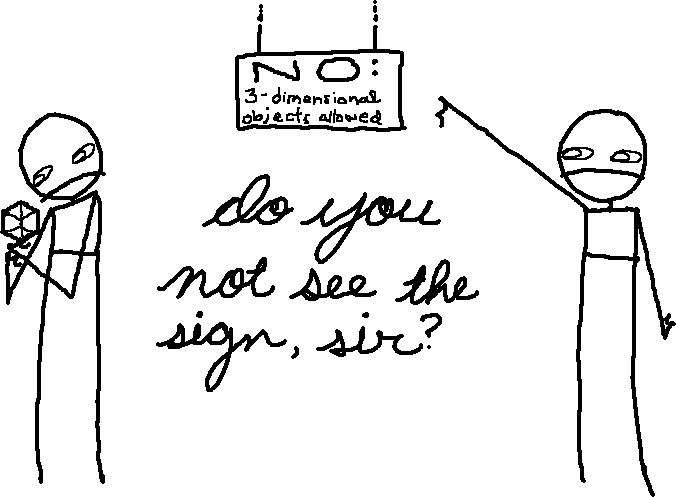 NO:
3-dimensional
objects allowed
do you
not see the
sign, sir?